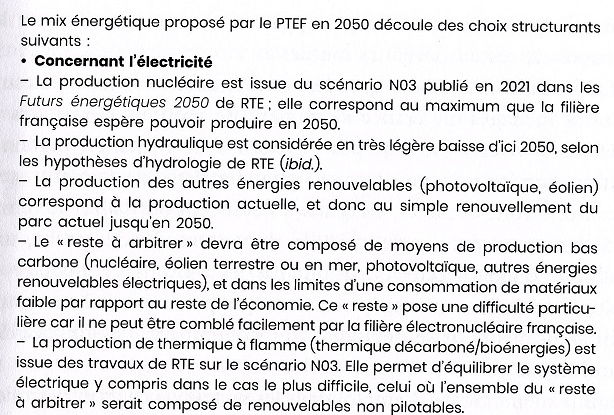 Le mix énergétique proposé par le PTEF en 2050 découle des choix structurants
suivants :
• Concernant l'électricité
– La production nucléaire est issue du scénario N03 publié en 2021 dans les
Futurs énergétiques 2050 de RTE ; elle correspond au maximum que la filière
française espère pouvoir produire en 2050.
– La production hydraulique est considérée en très légère baisse d'ici 2050, selon
les hypothèses d'hydrologie de RTE (ibid.).
– La production des autres énergies renouvelables (photovoltaïque, éolien)
correspond à la production actuelle, et donc au simple renouvellement du
parc actuel jusqu'en 2050.
– Le « reste à arbitrer » devra être composé de moyens de production bas
carbone (nucléaire, éolien terrestre ou en mer, photovoltaïque, autres énergies
renouvelables électriques), et dans les limites d'une consommation de matériaux
faible par rapport au reste de l'économie. Ce « reste » pose une difficulté particu-
lière car il ne peut être comblé facilement par la filière électronucléaire française.
– La production de thermique à flamme (thermique décarboné/bioénergies) est
issue des travaux de RTE sur le scénario N03. Elle permet d'équilibrer le système
électrique y compris dans le cas le plus difficile, celui où l'ensemble du « reste
à arbitrer » serait composé de renouvelables non pilotables.